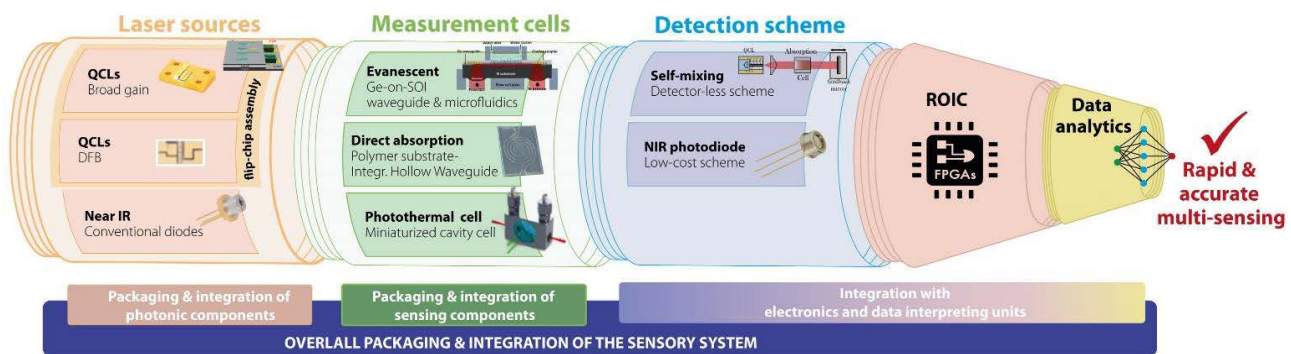 Laser sources
QCLs
Broad gain
QCLs
DFB
flip-chip assembly
Near IR
Conventional diodes
Measurement cells
Evanescent
Ge-on-SOI
waveguide & microfluidics
Direct absorption
Polymer substrate-
Integr. Hollow Waveguide
Photothermal cell
Miniaturized cavity cell
Detection scheme
Self-mixing
Detector-less scheme
QCL
Absorption
Cell
mirror
NIR photodiode
Low-cost scheme
ROIC
FPGAs
Data
analytics
Rapid &
accurate
multi-sensing
Packaging & integration of
photonic components
Packaging & integration of
sensing components
Integration with
electronics and data interpreting units
OVERLALL PACKAGING & INTEGRATION OF THE SENSORY SYSTEM